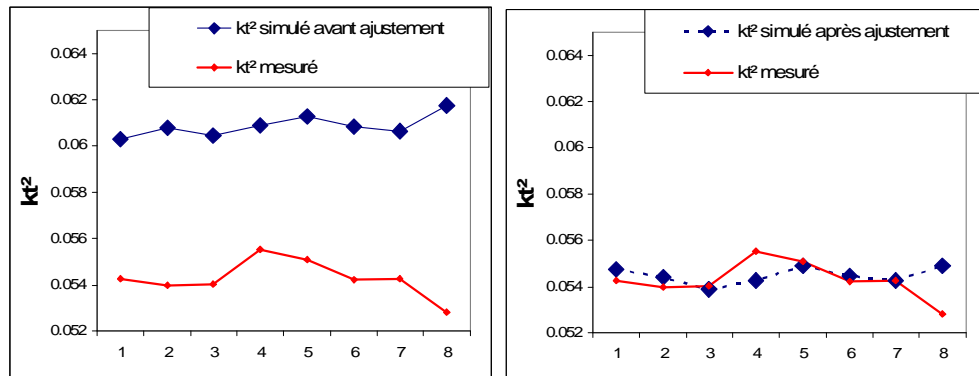 kt² simulé avant ajustement
kt² mesuré
0.064
0.062
0.06
0.058
0.056
0.054
0.052
kt²
1 2 3 4 5 6 7 8
kt² simulé après ajustement
kt² mesuré
0.064
0.062
0.06
0.058
0.056
0.054
0.052
kt²
1 2 3 4 5 6 7 8